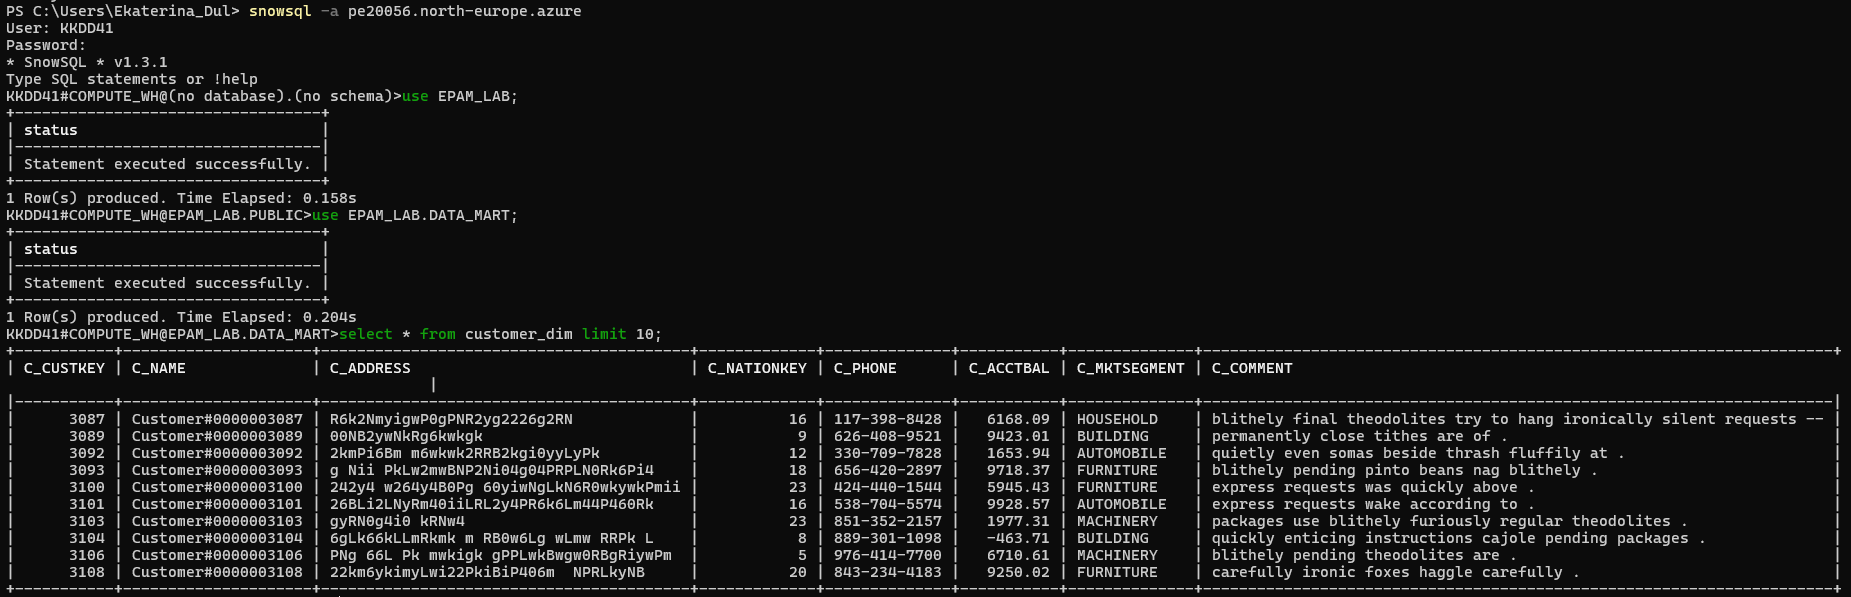 PS C:\Users\Ekaterina_Dul> snowsql -a pe20056.north-europe.azure
User: KKDD41
Password:
* SnowSQL * v1.3.1
Type SQL statements or !help
KKDD41#COMPUTE_WH@(no database).(no schema)>use EPAM_LAB;
+----------------------------------+
| status                           |
|----------------------------------|
| Statement executed successfully. |
+----------------------------------+
1 Row(s) produced. Time Elapsed: 0.158s
KKDD41#COMPUTE_WH@EPAM_LAB.PUBLIC>use EPAM_LAB.DATA_MART;
+----------------------------------+
| status                           |
|----------------------------------|
| Statement executed successfully. |
+----------------------------------+
1 Row(s) produced. Time Elapsed: 0.204s
KKDD41#COMPUTE_WH@EPAM_LAB.DATA_MART>select * from customer_dim limit 10;
| C_CUSTKEY | C_NAME | C_ADDRESS | C_NATIONKEY | C_PHONE | C_ACCTBAL | C_MKTSEGMENT | C_COMMENT
|
| 3087 | Customer#0000003087 | R6k2NmyigwP0gPNR2yg2226g2RN | 16 | 117-398-8428 | 6168.09 | HOUSEHOLD | blithely final theodolites try to hang ironically silent requests -- |
| 3089 | Customer#0000003089 | 00NB2ywNkRg6kwkgk | 9 | 626-408-9521 | 9423.01 | BUILDING | permanently close tithes are of . |
| 3092 | Customer#0000003092 | 2kmPi6Bm m6wkwk2RRB2kgi0yyLyPk | 12 | 330-709-7828 | 1653.94 | AUTOMOBILE | quietly even somas beside thrash fluffily at . |
| 3093 | Customer#0000003093 | g Nii PkLw2mwBNP2Ni04g04PRPLN0Rk6Pi4 | 18 | 656-420-2897 | 9718.37 | FURNITURE | blithely pending pinto beans nag blithely . |
| 3100 | Customer#0000003100 | 242y4 w264y4B0Pg 60yiwNgLkN6R0wkywkPmii | 23 | 424-440-1544 | 5945.43 | FURNITURE | express requests was quickly above . |
| 3101 | Customer#0000003101 | 26BLi2LNyRm40iiLRL2y4PR6k6Lm44P460Rk | 16 | 538-704-5574 | 9928.57 | AUTOMOBILE | express requests wake according to . |
| 3103 | Customer#0000003103 | gyRN0g4i0 kRNw4 | 23 | 851-352-2157 | 1977.31 | MACHINERY | packages use blithely furiously regular theodolites . |
| 3104 | Customer#0000003104 | 6gLk66kLLmRkmk m RB0w6Lg wLmw RRPk L | 8 | 889-301-1098 | -463.71 | BUILDING | quickly enticing instructions cajole pending packages . |
| 3106 | Customer#0000003106 | PNg 66L Pk mwkigk gPPLwkBwgw0RBgRiywPm | 5 | 976-414-7700 | 6710.61 | MACHINERY | blithely pending theodolites are . |
| 3108 | Customer#0000003108 | 22km6ykimyLwi22PkiBiP406m  NPRLkyNB | 20 | 843-234-4183 | 9250.02 | FURNITURE | carefully ironic foxes haggle carefully . |